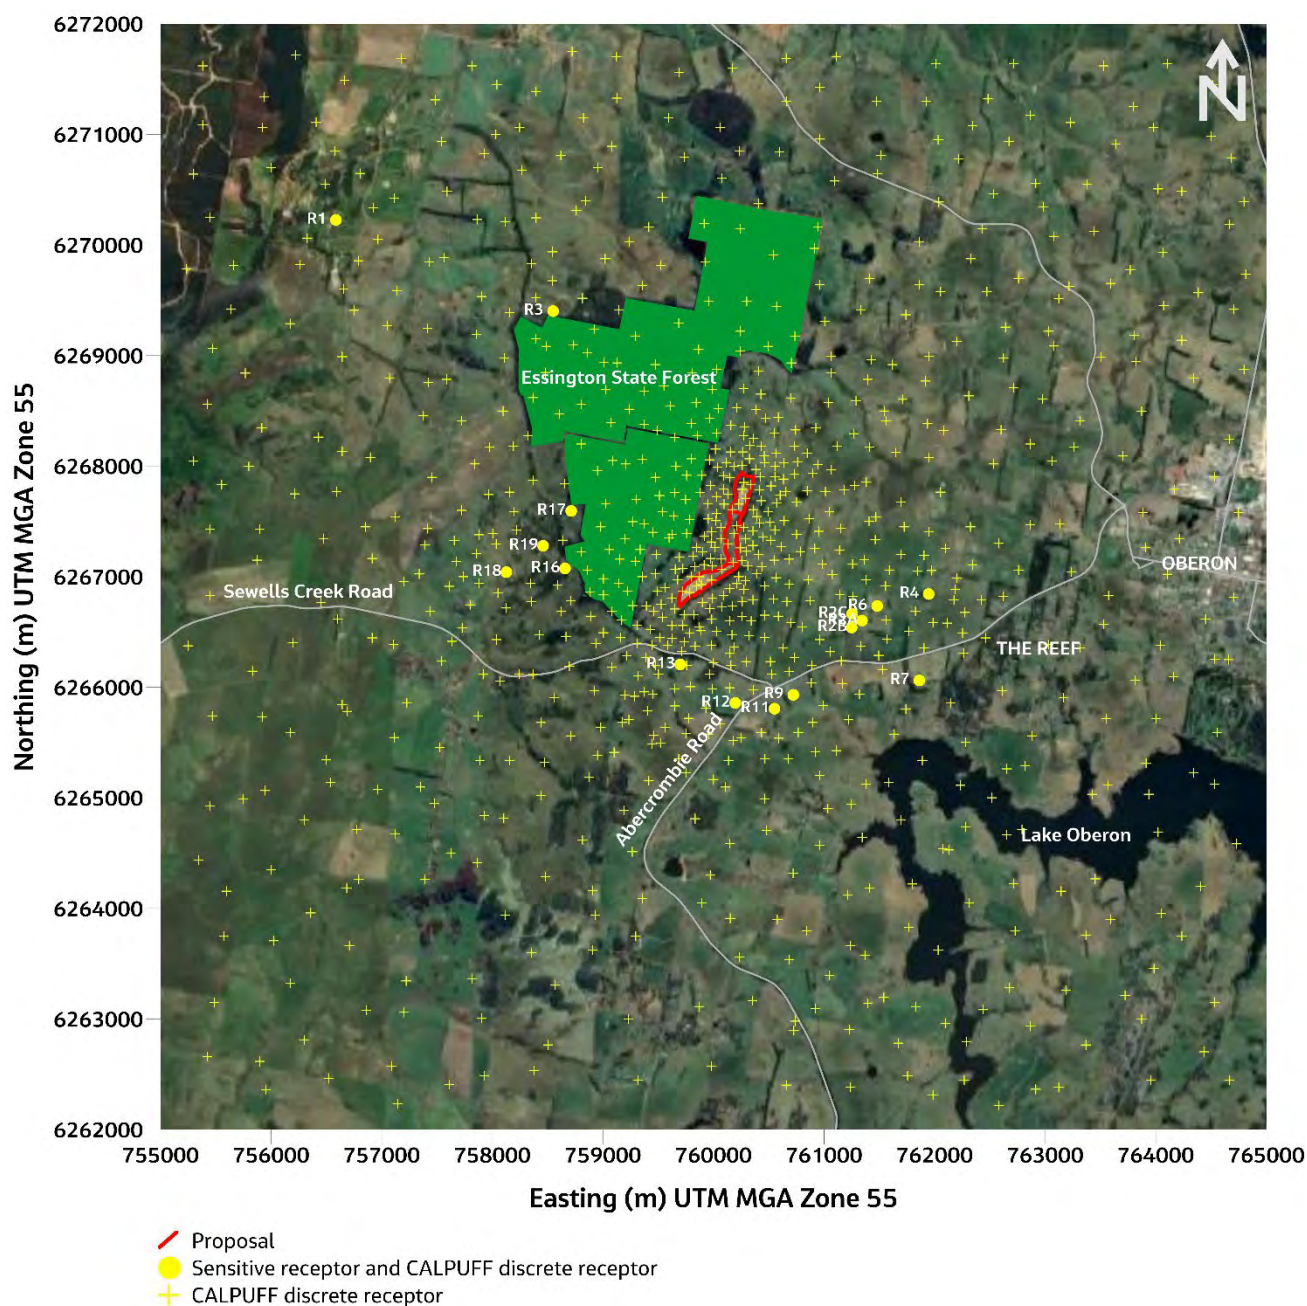 6272000
6271000
6270000
6269000
6268000
6267000
6266000
6265000
6264000
6263000
6262000
Northing (m) UTM MGA Zone 55
N
R1
R3
Essington State Forest
R17
R19
R18
R16
Sewells Creek Road
OBERON
R4
R6
R2C
R2B
THE REEF
R13
R7
R9
R12
R11
Abercrombie Road
Lake Oberon
755000 756000 757000 758000 759000 760000 761000 762000 763000 764000 765000
Easting (m) UTM MGA Zone 55
Proposal
Sensitive receptor and CALPUFF discrete receptor
CALPUFF discrete receptor